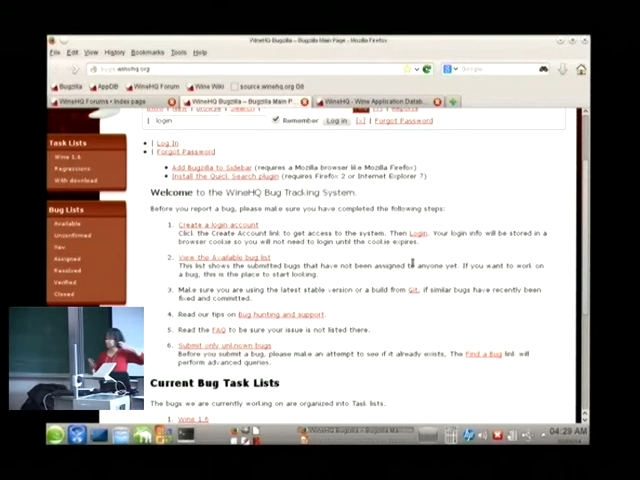 WineHQ Bugzilla - Bugzilla Main Page - Mozilla Firefox
File Edit View History Bookmarks Tools Help
bugs.winehq.org
Google
Bugzilla AppDB WineHQ Forum Wine Wiki source.winehq.org Git
WineHQ Forums • Index page
WineHQ Bugzilla – Bugzilla Main P...
WineHQ - Wine Application Datab...
login Remember Log in [x] | Forgot Password
| Log In
| Forgot Password
Add Bugzilla to Sidebar (requires a Mozilla browser like Mozilla Firefox)
Install the Quick Search plugin (requires Firefox 2 or Internet Explorer 7)
Task Lists
Wine 1.6
Regressions
With download
Bug Lists
Available
Unconfirmed
New
Assigned
Resolved
Verified
Closed
Welcome to the WineHQ Bug Tracking System.
Before you report a bug, please make sure you have completed the following steps:
1. Create a login account
Click the Create Account link to get access to the system. Then Login. Your login info will be stored in a
browser cookie so you will not need to login until the cookie expires.
2. View the Available bug list
This list shows the submitted bugs that have not been assigned to anyone yet. If you want to work on
a bug, this is the place to start looking.
3. Make sure you are using the latest stable version or a build from Git, if similar bugs have recently been
fixed and committed.
4. Read our tips on Bug hunting and support.
5. Read the FAQ to be sure your issue is not listed there.
6. Submit only unknown bugs
Before you submit a bug, please make an attempt to see if it already exists, The Find a Bug link will
perform advanced queries.
Current Bug Task Lists
The bugs we are currently working on are organized into Task lists.
1. Wine 1.6
04:29 AM